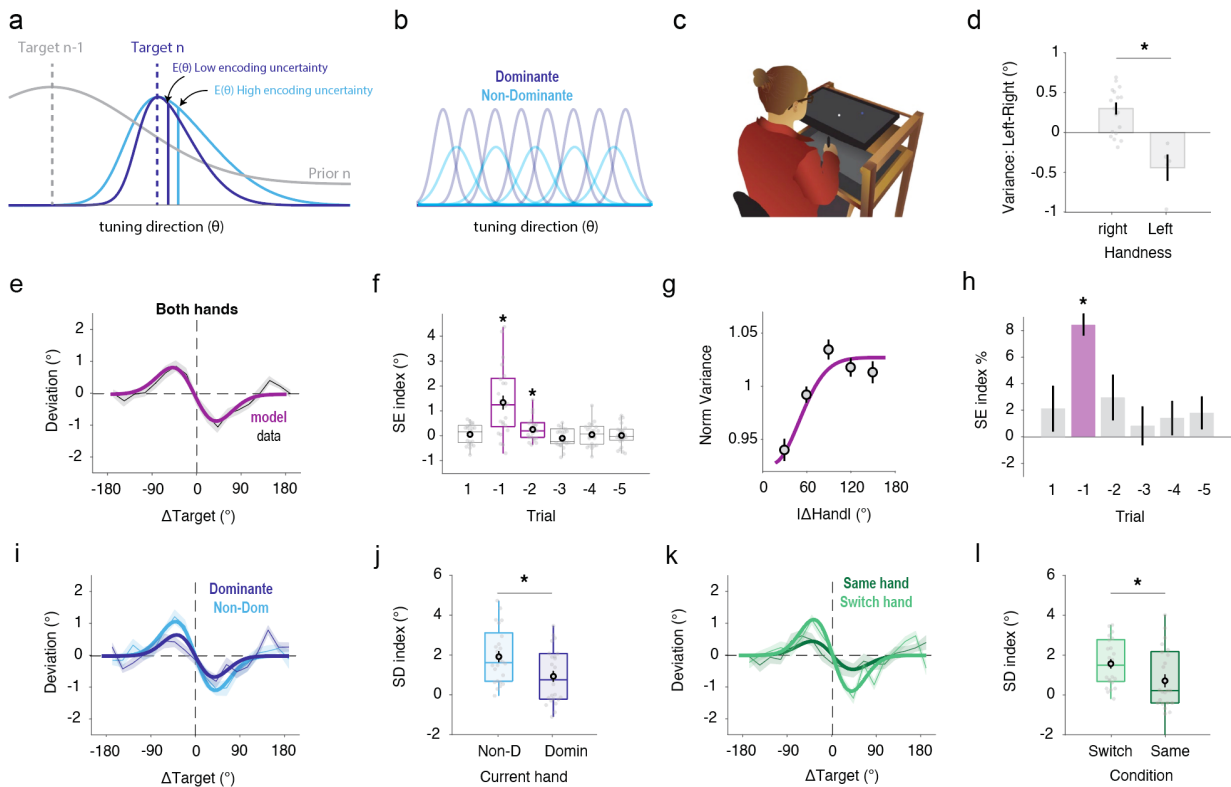 a
Target n-1
Target n
E(θ) Low encoding uncertainty
E(θ) High encoding uncertainty
Prior n
tuning direction (θ)
b
Dominante
Non-Dominante
tuning direction (θ)
c
d
*
Variance: Left-Right (°)
1
0.5
0
-0.5
-1
right
Left
Handness
e
Both hands
Deviation (°)
2
1
0
-1
-2
model
data
-180
-90
0
90
180
ΔTarget (°)
f
SE index (°)
4
3
2
1
0
-1
*
*
1
-1
-2
-3
-4
-5
Trial
g
Norm Variance
1.05
1
0.95
0
60
120
180
IΔHandI (°)
h
SE index %
8
6
4
2
0
-2
*
1
-1
-2
-3
-4
-5
Trial
i
Dominante
Non-Dom
Deviation (°)
2
1
0
-1
-2
-180
-90
0
90
180
ΔTarget (°)
j
SD index (°)
6
4
2
0
-2
*
Non-D
Domin
Current hand
k
Same hand
Switch hand
Deviation (°)
2
1
0
-1
-2
-180
-90
0
90
180
ΔTarget (°)
l
SD index (°)
6
4
2
0
-2
*
Switch
Same
Condition